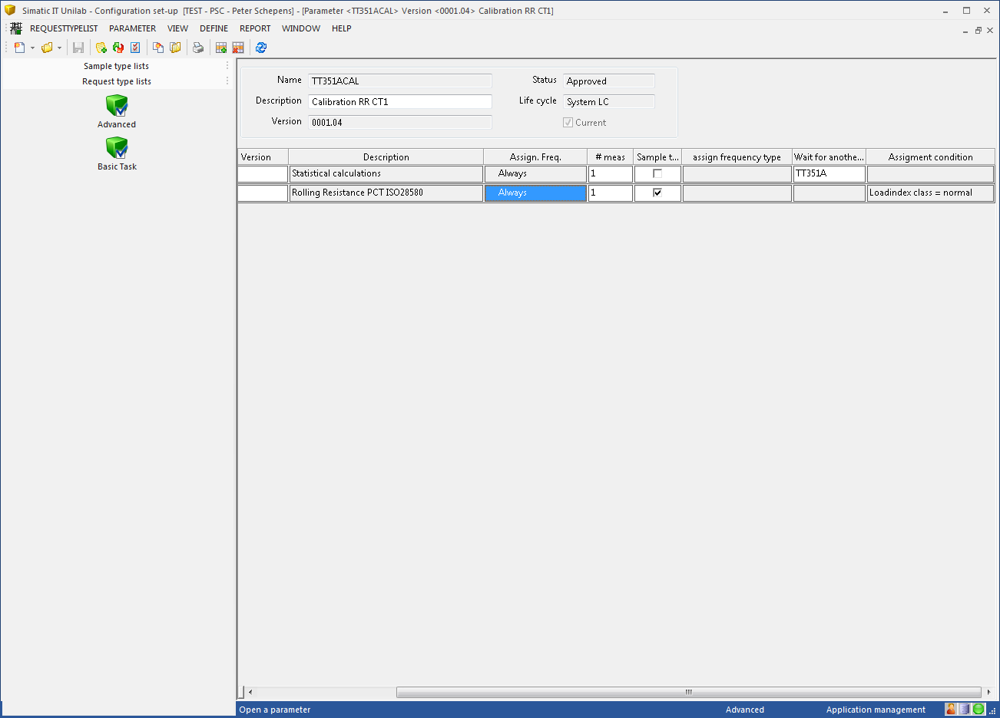 Simatic IT Unilab - Configuration set-up [TEST - PSC - Peter Schepens] - [Parameter <TT351ACAL> Version <0001.04> Calibration RR CT1]
REQUESTTYPELIST PARAMETER VIEW DEFINE REPORT WINDOW HELP
Sample type lists
Request type lists
Advanced
Basic Task
Name TT351ACAL Status Approved
Description Calibration RR CT1 Life cycle System LC
Version 0001.04 Current
Version Description Assign. Freq. # meas Sample t... assign frequency type Wait for anothe... Assigment condition
Statistical calculations Always 1 TT351A
Rolling Resistance PCT ISO28580 Always 1 Loadindex class = normal
Open a parameter Advanced Application management